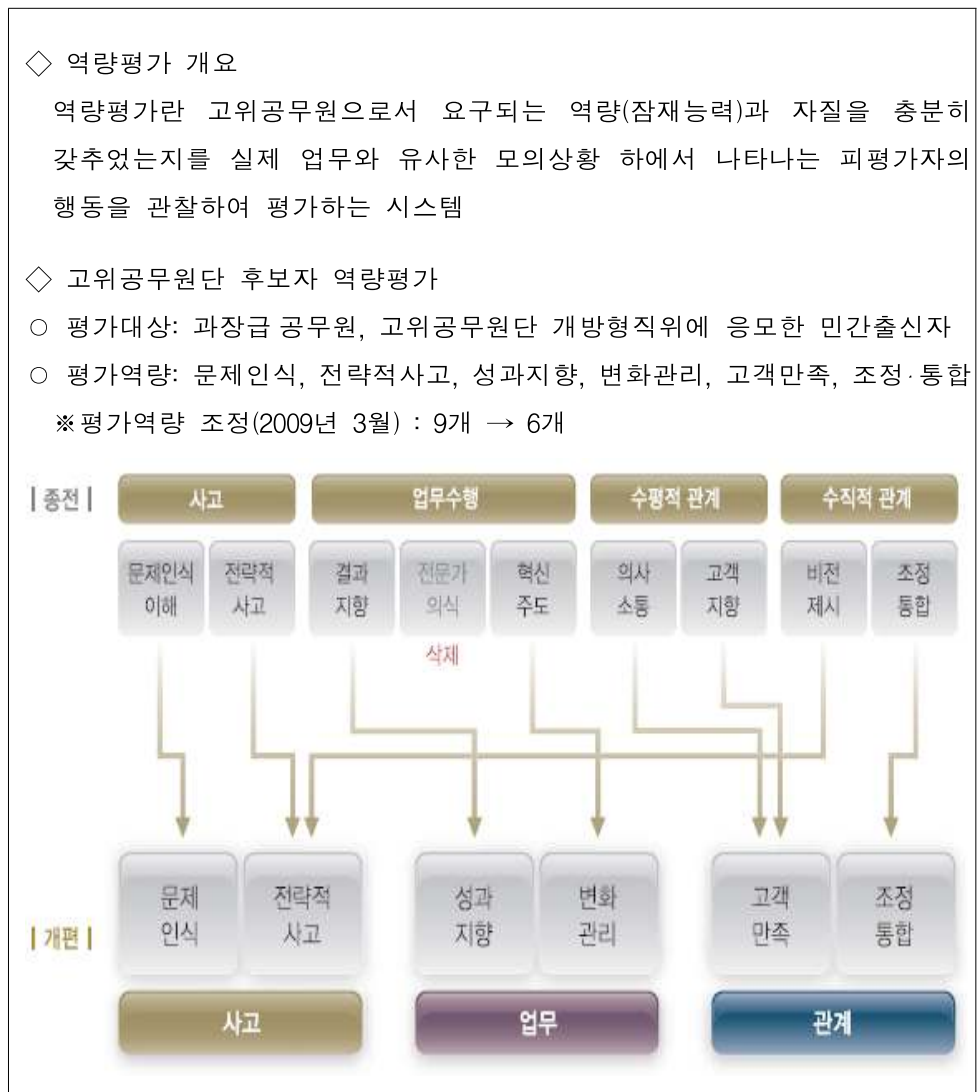 ◇ 역량평가 개요
역량평가란 고위공무원으로서 요구되는 역량(잠재능력)과 자질을 충분히
갖추었는지를 실제 업무와 유사한 모의상황 하에서 나타나는 피평가자의
행동을 관찰하여 평가하는 시스템
◇ 고위공무원단 후보자 역량평가
○ 평가대상: 과장급 공무원, 고위공무원단 개방형직위에 응모한 민간출신자
○ 평가역량: 문제인식, 전략적사고, 성과지향, 변화관리, 고객만족, 조정·통합
※평가역량 조정(2009년 3월) : 9개 → 6개
| 종전 | 사고 업무수행 수평적 관계 수직적 관계
문제인식 전략적 결과 전문가 혁신 의사 고객 비전 조정
이해 사고 지향 의식 주도 소통 지향 제시 통합
삭제
문제 전략적 성과 변화 고객 조정
인식 사고 지향 관리 만족 통합
| 개편 |
사고 업무 관계